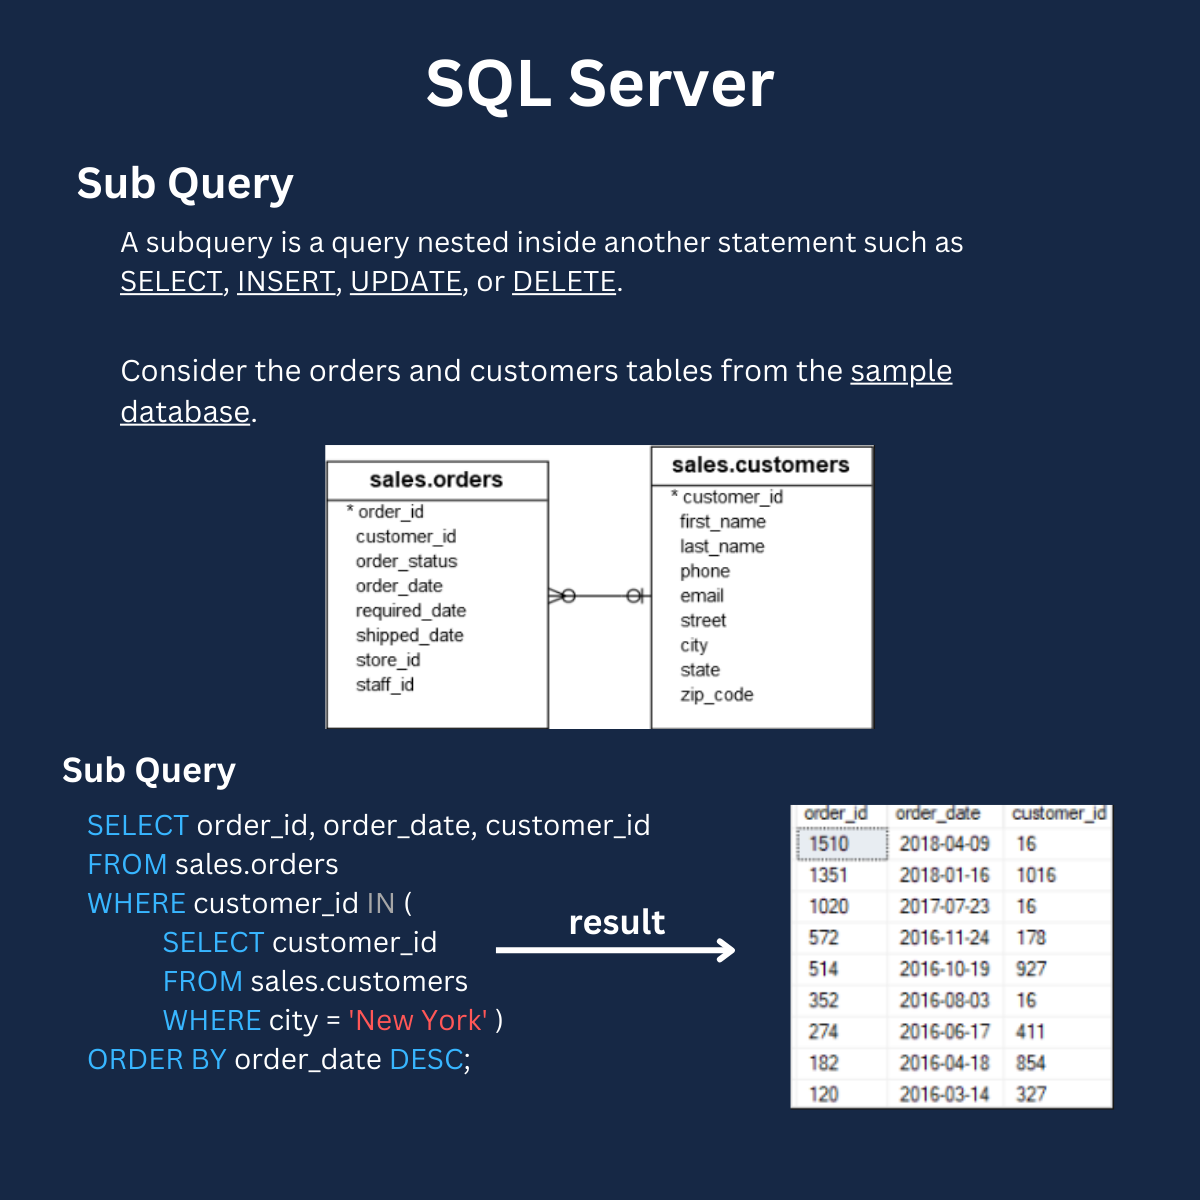 SQL Server
Sub Query
A subquery is a query nested inside another statement such as
SELECT, INSERT, UPDATE, or DELETE.
Consider the orders and customers tables from the sample
database.
sales.orders
* order_id
customer_id
order_status
order_date
required_date
shipped_date
store_id
staff_id
sales.customers
* customer_id
first_name
last_name
phone
email
street
city
state
zip_code
Sub Query
SELECT order_id, order_date, customer_id
FROM sales.orders
WHERE customer_id IN (
SELECT customer_id
FROM sales.customers
WHERE city = 'New York' )
ORDER BY order_date DESC;
result
order_id order_date customer_id
1510 2018-04-09 16
1351 2018-01-16 1016
1020 2017-07-23 16
572 2016-11-24 178
514 2016-10-19 927
352 2016-08-03 16
274 2016-06-17 411
182 2016-04-18 854
120 2016-03-14 327